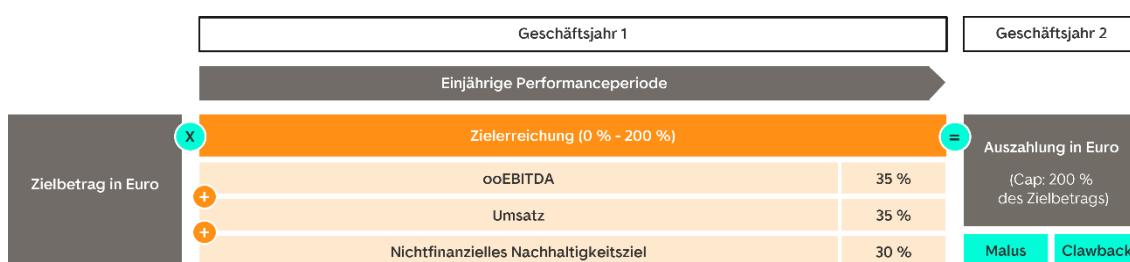 Geschäftsjahr 1
Geschäftsjahr 2
Einjährige Performanceperiode
Zielbetrag in Euro
X
Zielerreichung (0 % - 200 %)
=
Auszahlung in Euro
(Cap: 200 %
des Zielbetrags)
ooEBITDA
35 %
+
Umsatz
35 %
+
Nichtfinanzielles Nachhaltigkeitsziel
30 %
Malus
Clawback